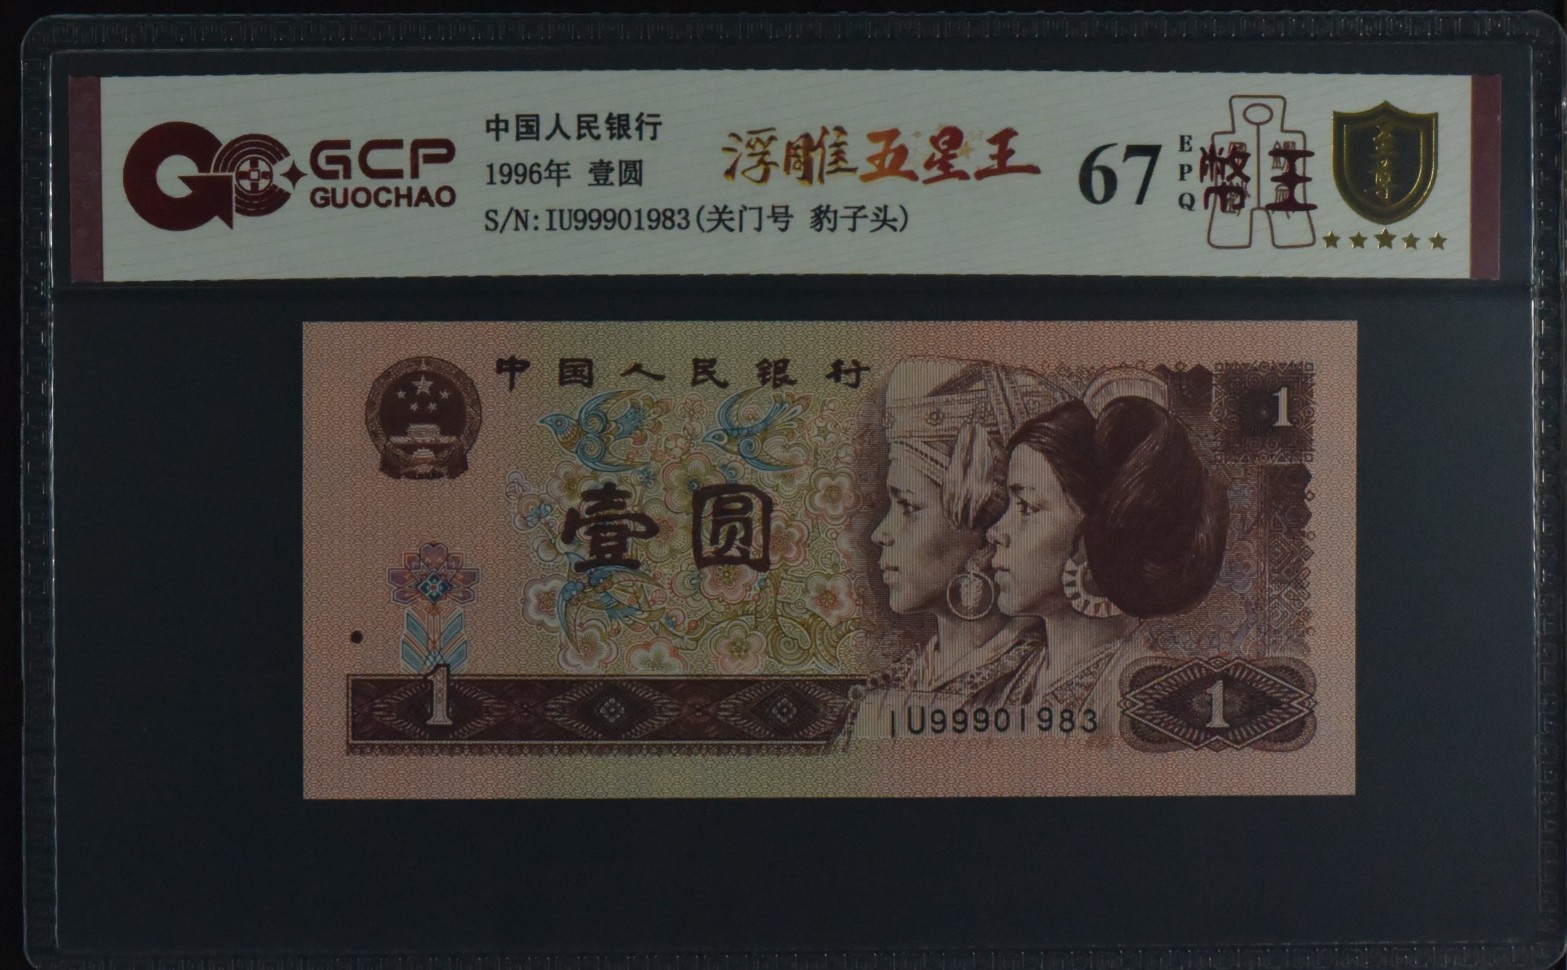 GCP
GUOCHAO
中国人民银行
1996年 壹圆
S/N:IU99901983(关门号 豹子头)
浮雕五星王
67
EPQ
至尊
中国人民银行
1
壹圆
1
IU99901983
1